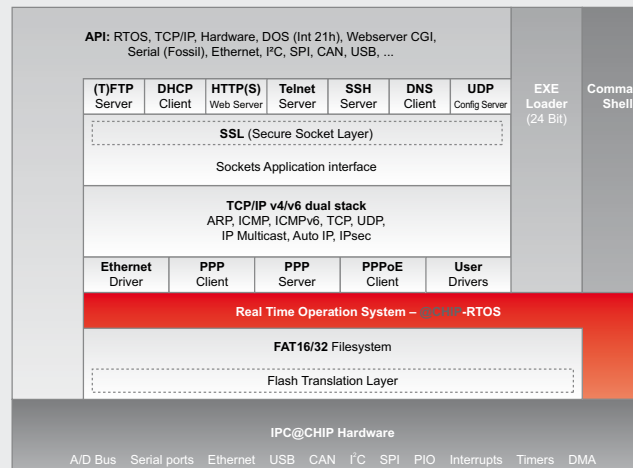 API: RTOS, TCP/IP, Hardware, DOS (Int 21h), Webserver CGI,
Serial (Fossil), Ethernet, I²C, SPI, CAN, USB, ...
(T)FTP Server
DHCP Client
HTTP(S) Web Server
Telnet Server
SSH Server
DNS Client
UDP Config Server
EXE Loader (24 Bit)
Comma
Shell
SSL (Secure Socket Layer)
Sockets Application interface
TCP/IP v4/v6 dual stack
ARP, ICMP, ICMPv6, TCP, UDP,
IP Multicast, Auto IP, IPsec
Ethernet Driver
PPP Client
PPP Server
PPPoE Client
User Drivers
Real Time Operation System – @CHIP-RTOS
FAT16/32 Filesystem
Flash Translation Layer
IPC@CHIP Hardware
A/D Bus Serial ports Ethernet USB CAN I²C SPI PIO Interrupts Timers DMA